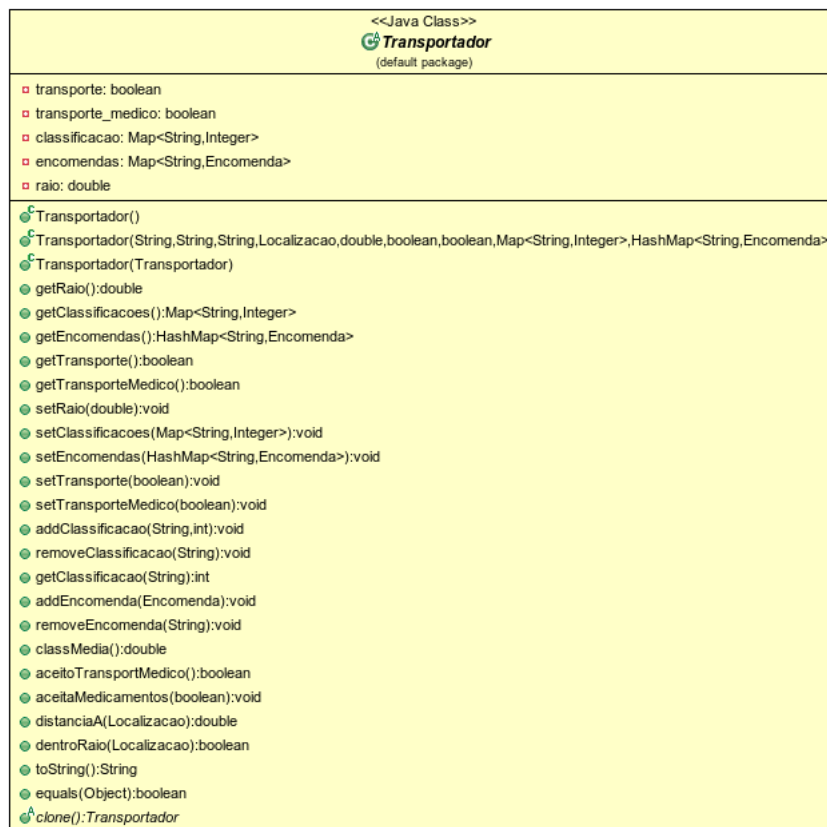 <<Java Class>>
Transportador
(default package)
transporte: boolean
transporte_medico: boolean
classificacao: Map<String,Integer>
encomendas: Map<String,Encomenda>
raio: double
Transportador()
Transportador(String,String,String,Localizacao,double,boolean,boolean,Map<String,Integer>,HashMap<String,Encomenda>
Transportador(Transportador)
getRaio():double
getClassificacoes():Map<String,Integer>
getEncomendas():HashMap<String,Encomenda>
getTransporte():boolean
getTransporteMedico():boolean
setRaio(double):void
setClassificacoes(Map<String,Integer>):void
setEncomendas(HashMap<String,Encomenda>):void
setTransporte(boolean):void
setTransporteMedico(boolean):void
addClassificacao(String,int):void
removeClassificacao(String):void
getClassificacao(String):int
addEncomenda(Encomenda):void
removeEncomenda(String):void
classMedia():double
aceitoTransportMedico():boolean
aceitaMedicamentos(boolean):void
distanciaA(Localizacao):double
dentroRaio(Localizacao):boolean
toString():String
equals(Object):boolean
clone():Transportador